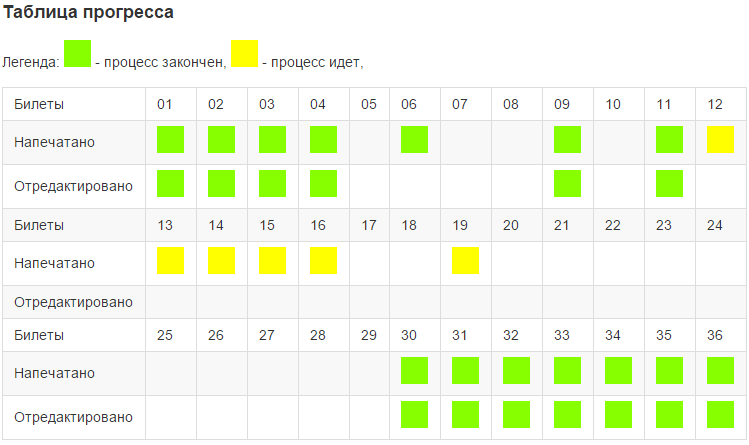 Таблица прогресса
Легенда: - процесс закончен, - процесс идет,
Билеты 01 02 03 04 05 06 07 08 09 10 11 12
Напечатано
Отредактировано
Билеты 13 14 15 16 17 18 19 20 21 22 23 24
Напечатано
Отредактировано
Билеты 25 26 27 28 29 30 31 32 33 34 35 36
Напечатано
Отредактировано